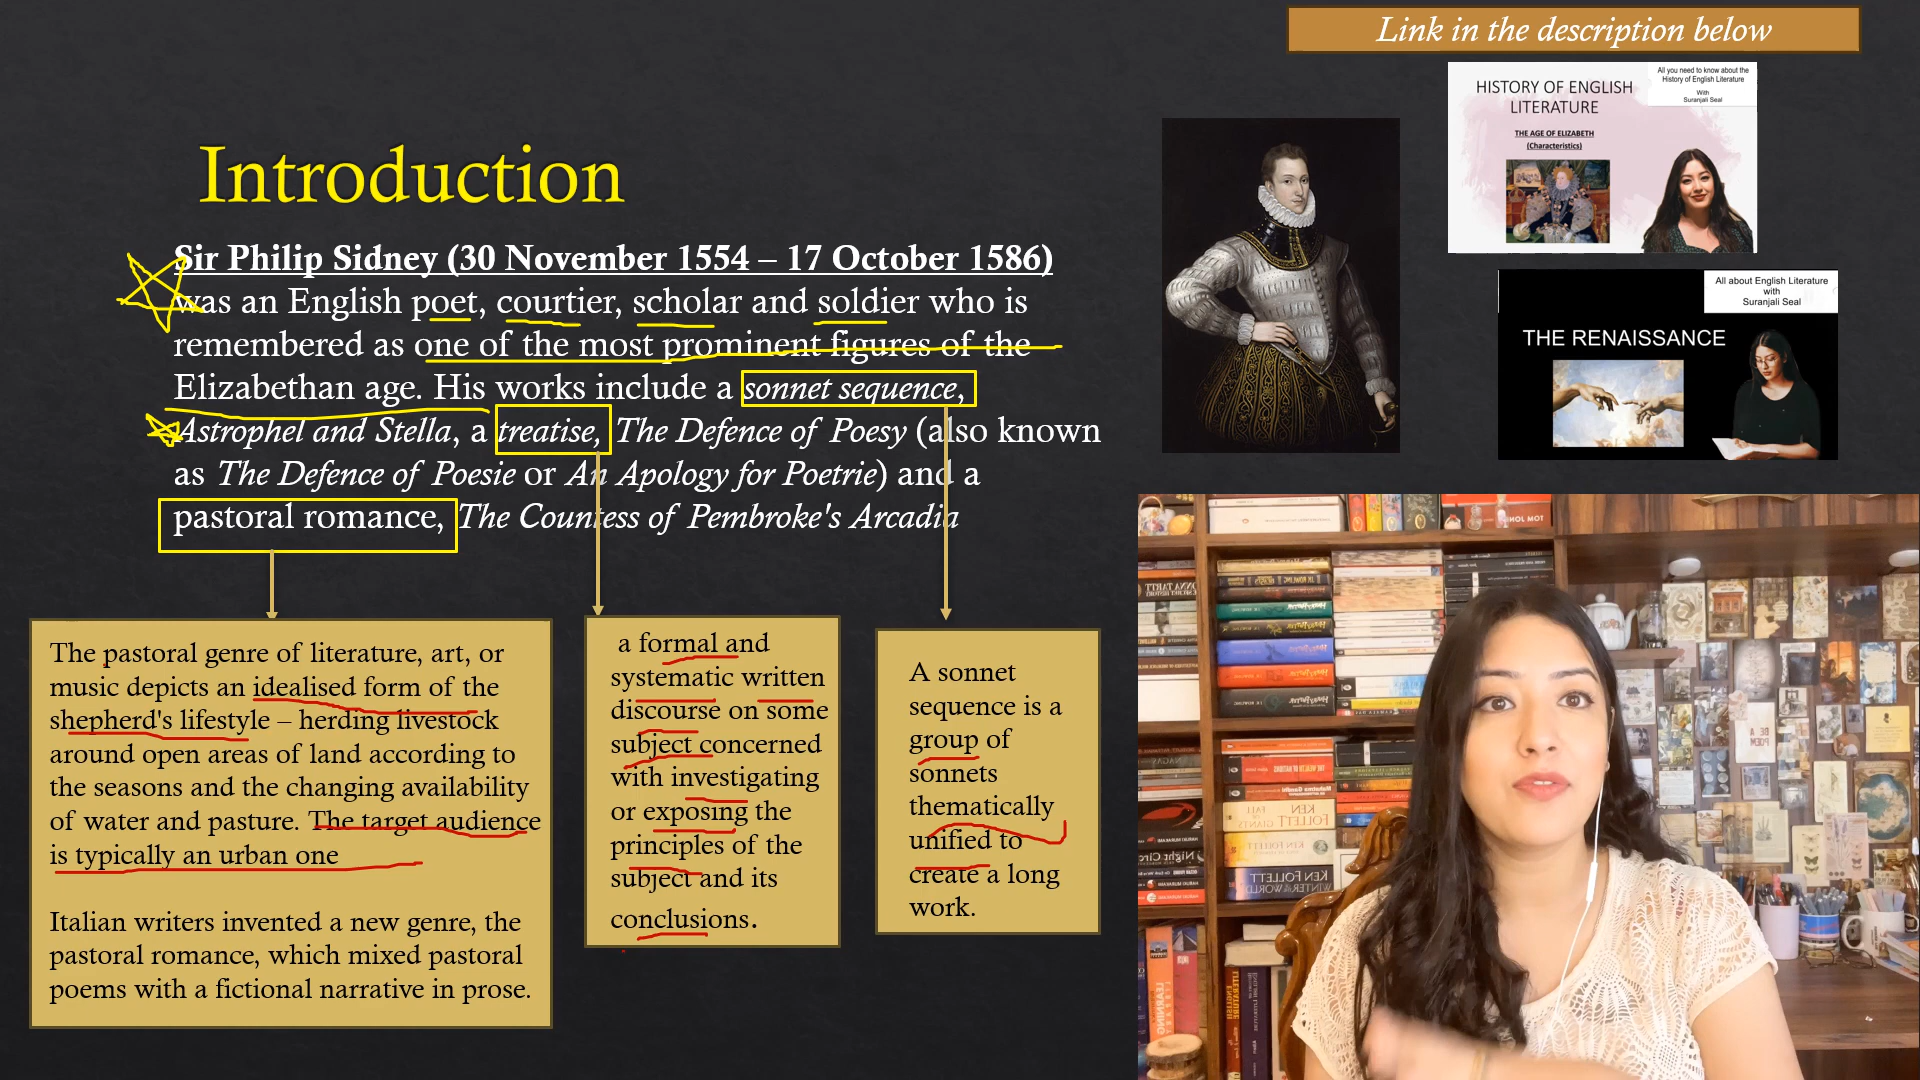 Link in the description below
HISTORY OF ENGLISH
LITERATURE
All you need to know about the
History of English Literature
With
Suranjali Seal
THE AGE OF ELIZABETH
(Characteristics)
All about English Literature
with
Suranjali Seal
THE RENAISSANCE
Introduction
Sir Philip Sidney (30 November 1554 – 17 October 1586)
was an English poet, courtier, scholar and soldier who is
remembered as one of the most prominent figures of the
Elizabethan age. His works include a sonnet sequence,
Astrophel and Stella, a treatise, The Defence of Poesy (also known
as The Defence of Poesie or An Apology for Poetrie) and a
pastoral romance, The Countess of Pembroke's Arcadia
The pastoral genre of literature, art, or
music depicts an idealised form of the
shepherd's lifestyle – herding livestock
around open areas of land according to
the seasons and the changing availability
of water and pasture. The target audience
is typically an urban one
Italian writers invented a new genre, the
pastoral romance, which mixed pastoral
poems with a fictional narrative in prose.
a formal and
systematic written
discourse on some
subject concerned
with investigating
or exposing the
principles of the
subject and its
conclusions.
A sonnet
sequence is a
group of
sonnets
thematically
unified to
create a long
work.
KEN
FOLLETT
KEN FOLLETT
KEN FOLLETT